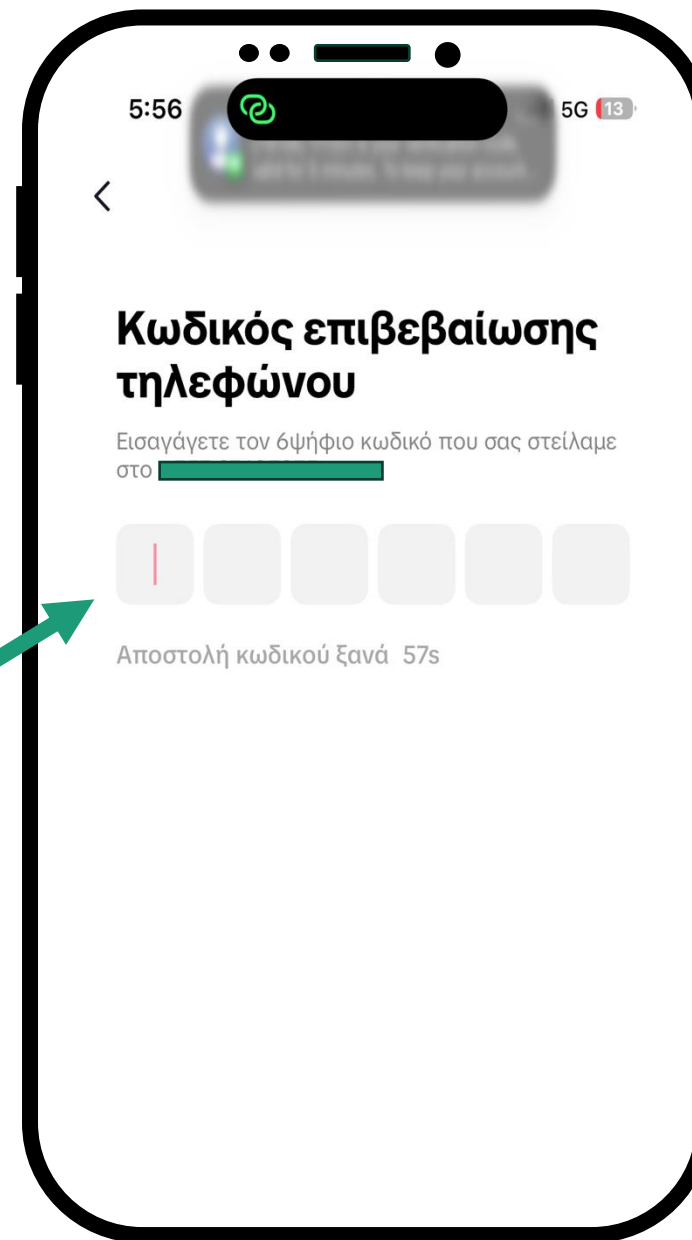 5:56
5G 13
Κωδικός επιβεβαίωσης
τηλεφώνου
Εισαγάγετε τον 6ψήφιο κωδικό που σας στείλαμε
στο
Αποστολή κωδικού ξανά 57s